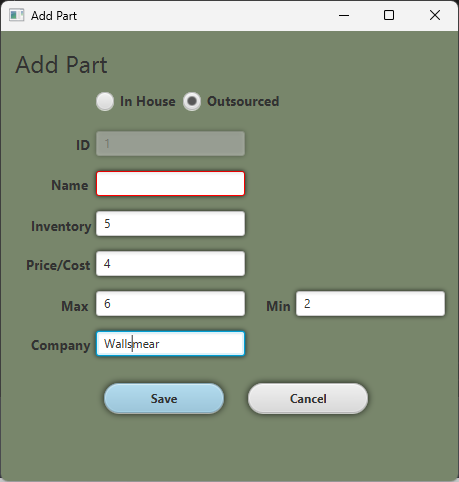 Add Part
Add Part
In House Outsourced
ID 1
Name
Inventory 5
Price/Cost 4
Max 6 Min 2
Company Wallsmear
Save Cancel